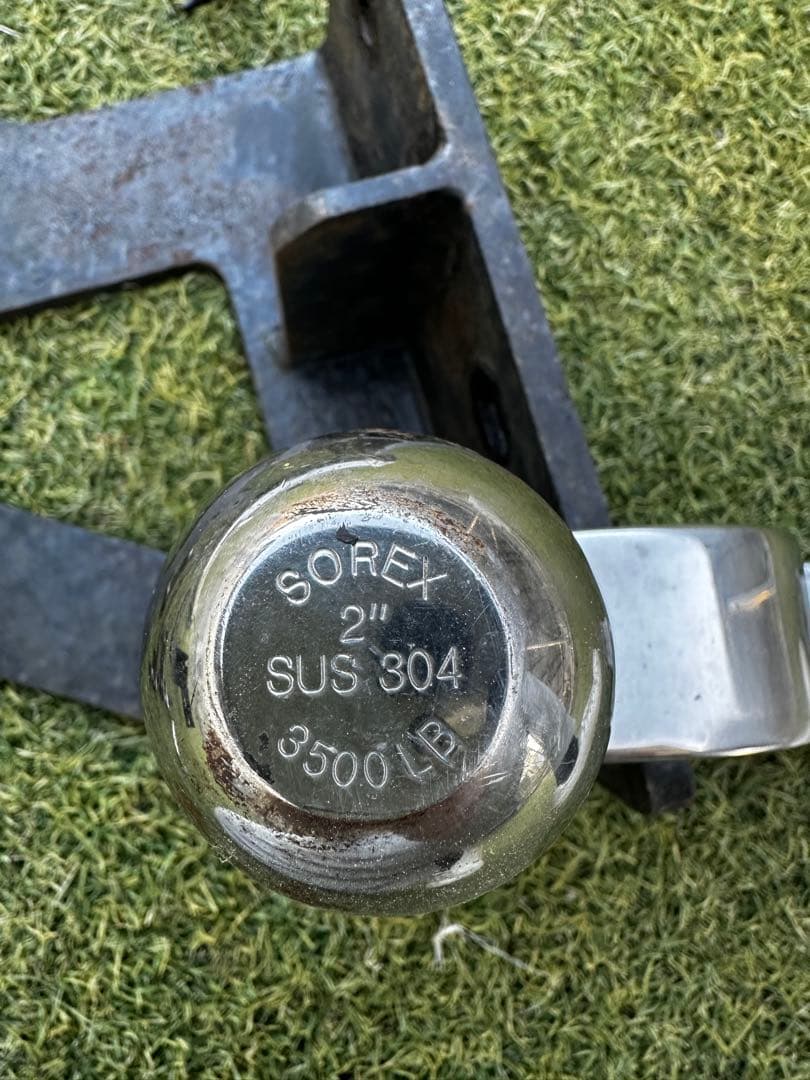 SOREX
2"
SUS 304
3500 LB